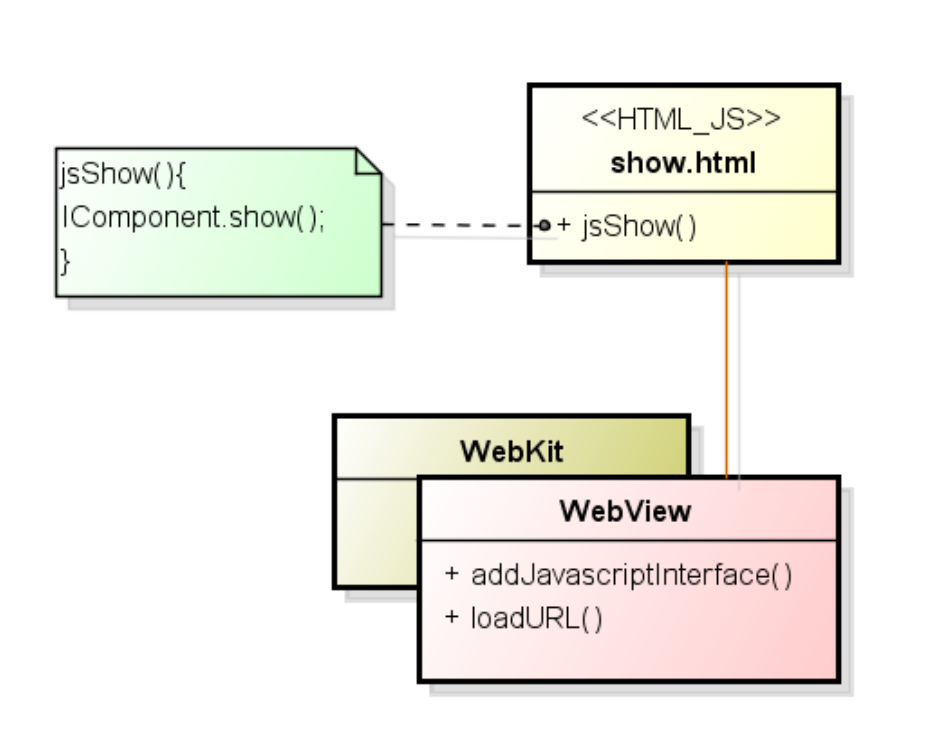 jsShow(){
IComponent.show();
}
<<HTML_JS>>
show.html
+ jsShow()
WebKit
WebView
+ addJavascriptInterface()
+ loadURL()